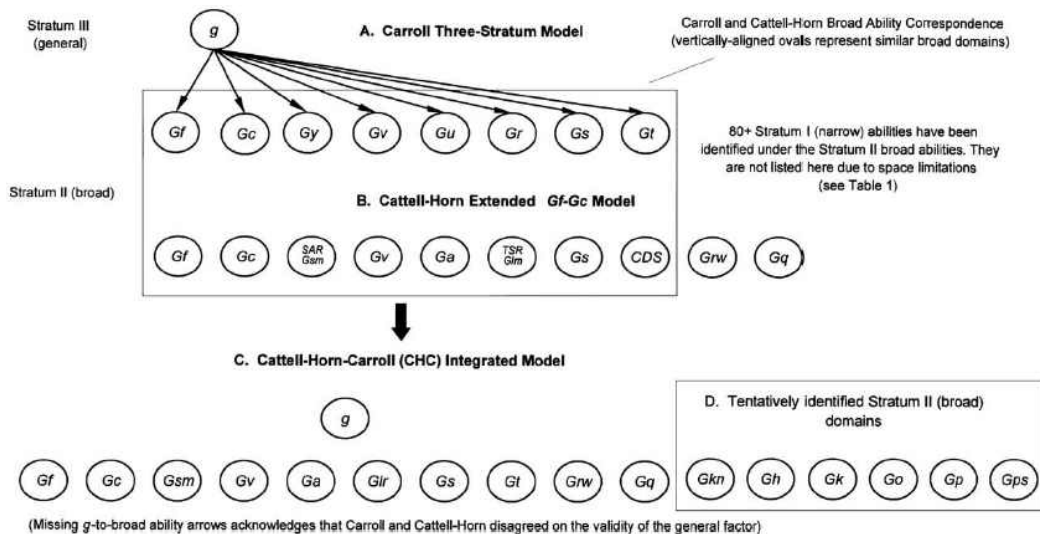 Stratum III
(general)
g
A. Carroll Three-Stratum Model
Carroll and Cattell-Horn Broad Ability Correspondence
(vertically-aligned ovals represent similar broad domains)
Gf Gc Gy Gv Gu Gr Gs Gt
80+ Stratum I (narrow) abilities have been
identified under the Stratum II broad abilities. They
are not listed here due to space limitations
(see Table 1)
Stratum II (broad)
B. Cattell-Horn Extended Gf-Gc Model
Gf Gc SAR Gsm Gv Ga TSR Glm Gs CDS Grw Gq
C. Cattell-Horn-Carroll (CHC) Integrated Model
g
D. Tentatively identified Stratum II (broad)
domains
Gf Gc Gsm Gv Ga Glr Gs Gt Grw Gq Gkn Gh Gk Go Gp Gps
(Missing g-to-broad ability arrows acknowledges that Carroll and Cattell-Horn disagreed on the validity of the general factor)